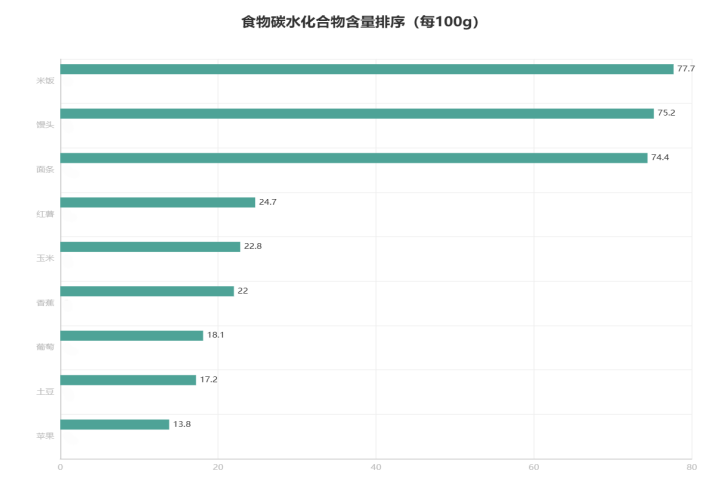 食物碳水化合物含量排序（每100g）
米饭 77.7
馒头 75.2
面条 74.4
红薯 24.7
玉米 22.8
香蕉 22
葡萄 18.1
土豆 17.2
苹果 13.8
0 20 40 60 80